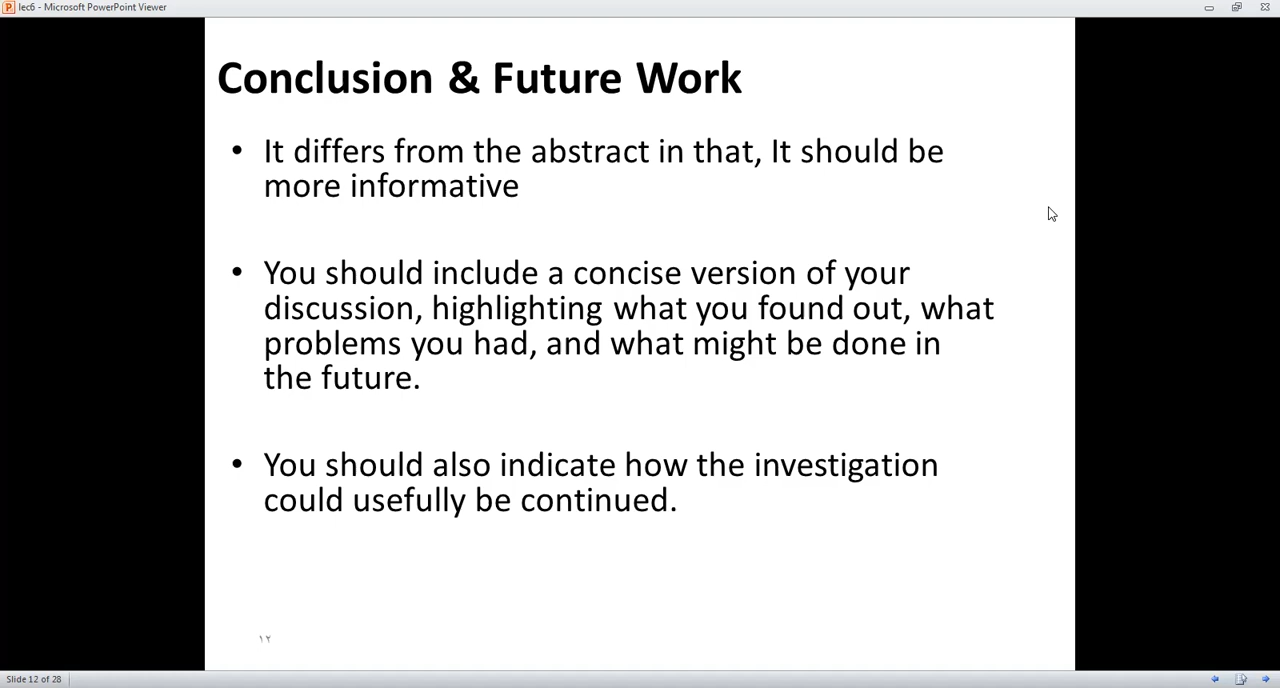 lec6 - Microsoft PowerPoint Viewer
Conclusion & Future Work
• It differs from the abstract in that, It should be
more informative
• You should include a concise version of your
discussion, highlighting what you found out, what
problems you had, and what might be done in
the future.
• You should also indicate how the investigation
could usefully be continued.
١٢
Slide 12 of 28